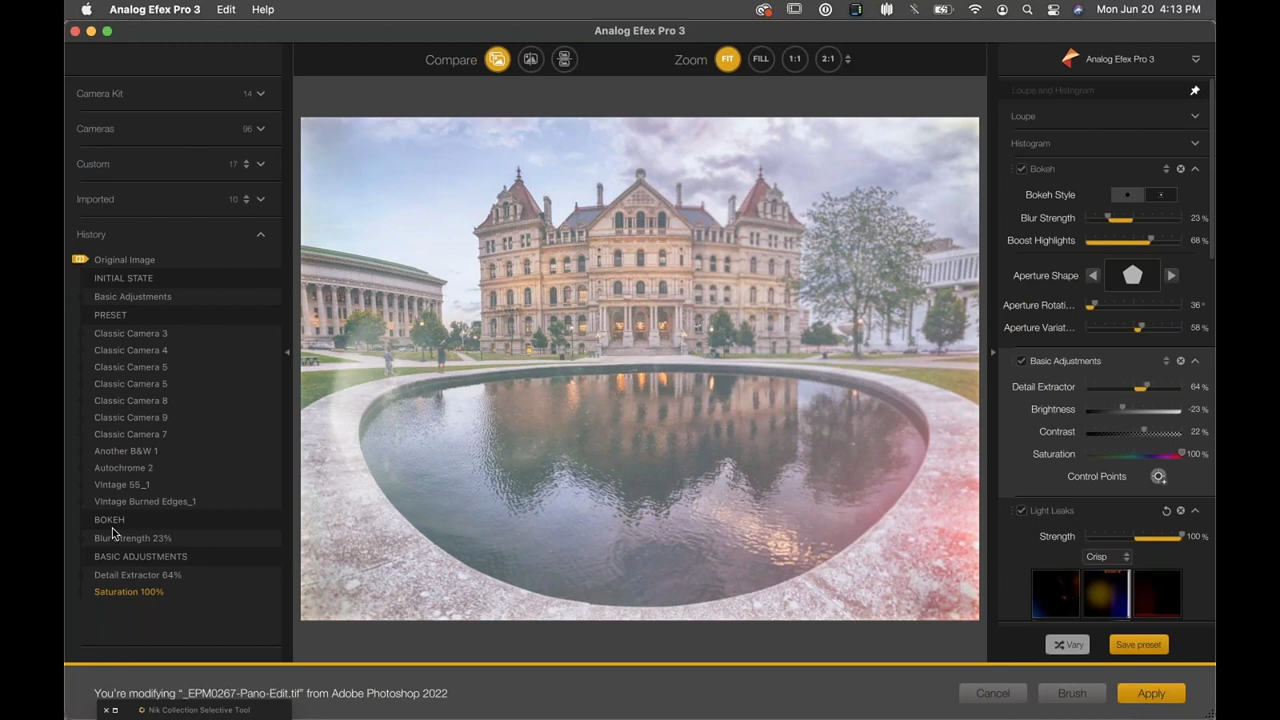 Analog Efex Pro 3 Edit Help Mon Jun 20 4:13 PM
Analog Efex Pro 3
Compare Zoom FIT FILL 1:1 2:1
Analog Efex Pro 3
Camera Kit 14
Cameras 96
Custom 17
Imported 10
History
Original Image
INITIAL STATE
Basic Adjustments
PRESET
Classic Camera 3
Classic Camera 4
Classic Camera 5
Classic Camera 5
Classic Camera 8
Classic Camera 9
Classic Camera 7
Another B&W 1
Autochrome 2
Vintage 55_1
Vintage Burned Edges_1
BOKEH
Blur Strength 23%
BASIC ADJUSTMENTS
Detail Extractor 64%
Saturation 100%
Loupe and Histogram
Loupe
Histogram
Bokeh
Bokeh Style
Blur Strength 23 %
Boost Highlights 68 %
Aperture Shape
Aperture Rotati... 36 °
Aperture Variat... 58 %
Basic Adjustments
Detail Extractor 64 %
Brightness -23 %
Contrast 22 %
Saturation 100 %
Control Points
Light Leaks
Strength 100 %
Crisp
Vary Save preset
You're modifying "_EPM0267-Pano-Edit.tif" from Adobe Photoshop 2022
Cancel Brush Apply
Nik Collection Selective Tool